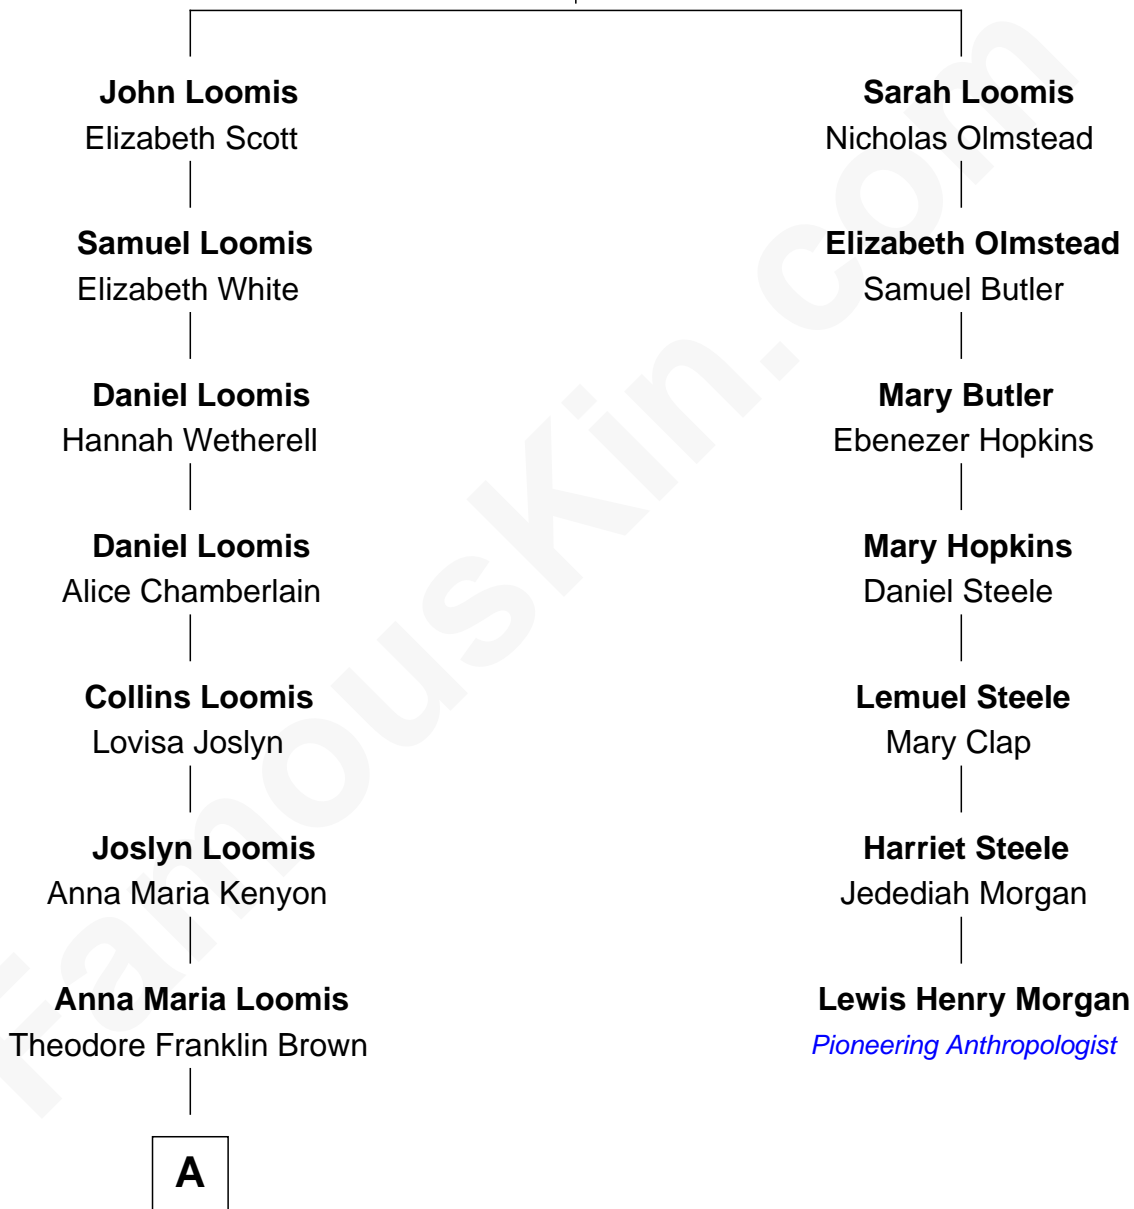 John Loomis
Elizabeth Scott
Samuel Loomis
Elizabeth White
Daniel Loomis
Hannah Wetherell
Daniel Loomis
Alice Chamberlain
Collins Loomis
Lovisa Joslyn
Joslyn Loomis
Anna Maria Kenyon
Anna Maria Loomis
Theodore Franklin Brown
A
Sarah Loomis
Nicholas Olmstead
Elizabeth Olmstead
Samuel Butler
Mary Butler
Ebenezer Hopkins
Mary Hopkins
Daniel Steele
Lemuel Steele
Mary Clap
Harriet Steele
Jedediah Morgan
Lewis Henry Morgan
Pioneering Anthropologist
FamousKin.com